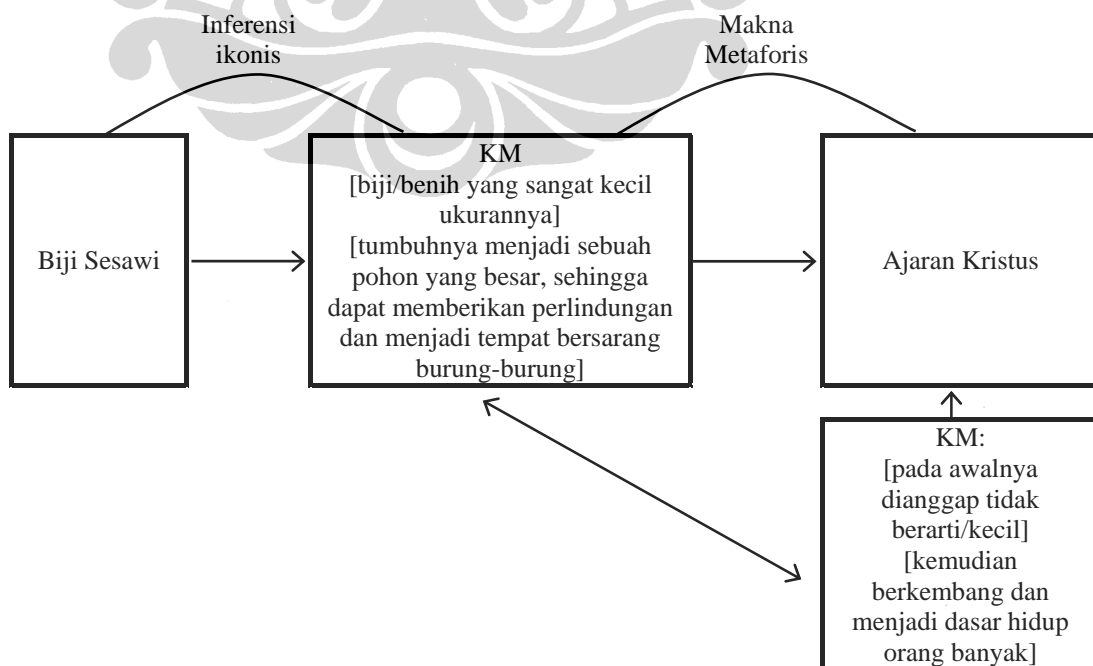 Inferensi
ikonis
Makna
Metaforis
Biji Sesawi
KM
[biji/benih yang sangat kecil
ukurannya]
[tumbuhnya menjadi sebuah
pohon yang besar, sehingga
dapat memberikan perlindungan
dan menjadi tempat bersarang
burung-burung]
Ajaran Kristus
KM:
[pada awalnya
dianggap tidak
berarti/kecil]
[kemudian
berkembang dan
menjadi dasar hidup
orang banyak]